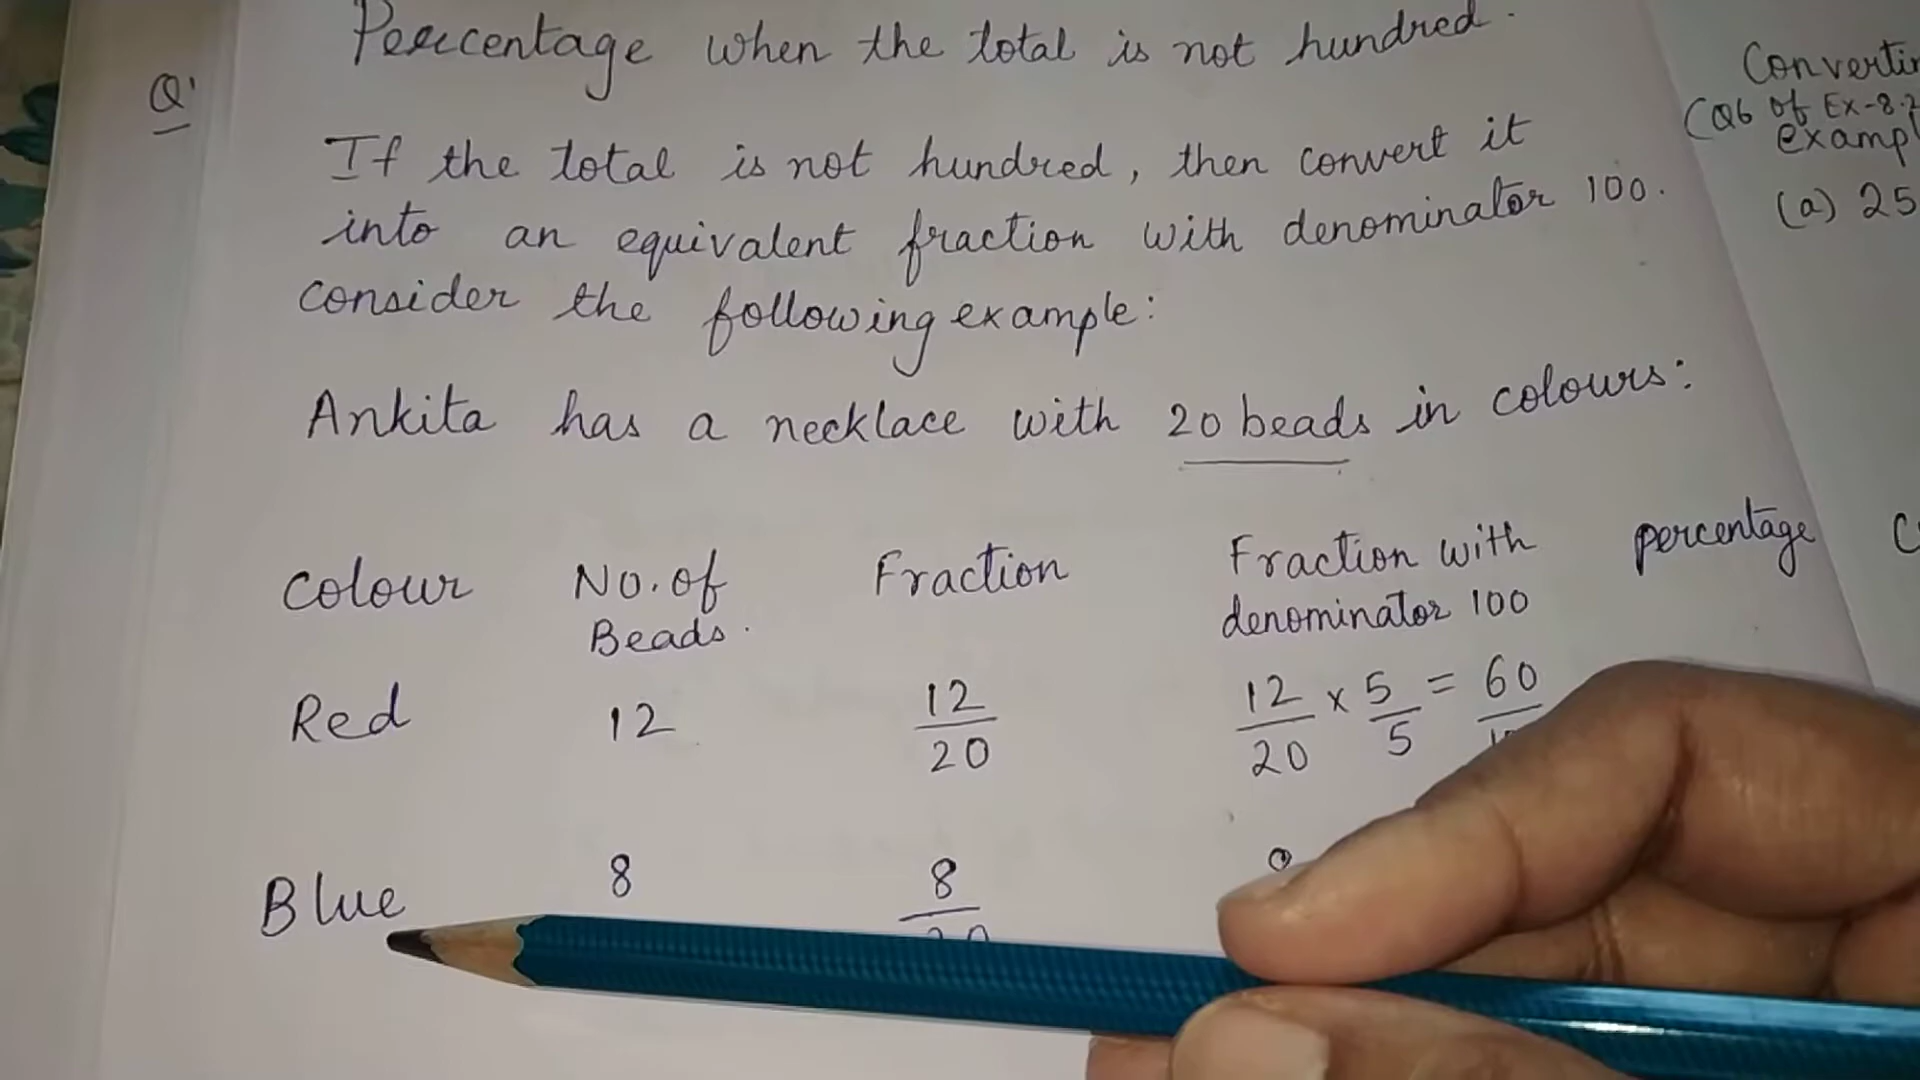 Percentage when the total is not hundred.
Q1
If the total is not hundred, then convert it
into an equivalent fraction with denominator 100.
consider the following example:
Ankita has a necklace with 20 beads in colours:
Colour No. of Beads. Fraction Fraction with denominator 100 percentage
Red 12 12/20 12/20 x 5/5 = 60
Blue 8 8/20
(Q6 of Ex-8.2
(a) 25